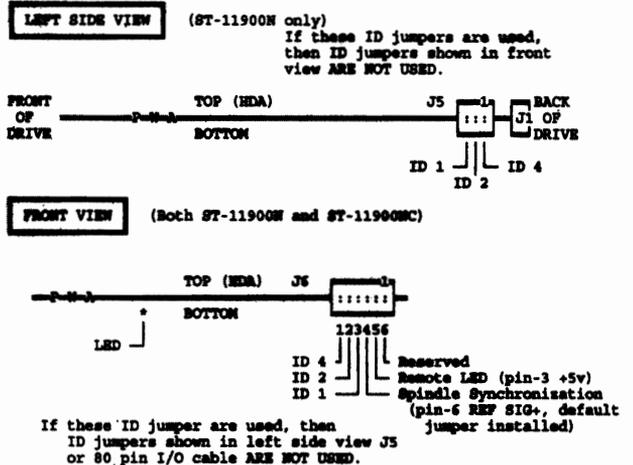 LEFT SIDE VIEW (ST-11900N only)
If these ID jumpers are used,
then ID jumpers shown in front
view ARE NOT USED.
FRONT TOP (HDA) J5 1 BACK
OF P-W-A J1 OF
DRIVE BOTTOM DRIVE
ID 1 ID 4
ID 2
FRONT VIEW (Both ST-11900N and ST-11900NC)
TOP (HDA) J6 1
P-W-A
* BOTTOM
123456
LED
ID 4 Reserved
ID 2 Remote LED (pin-3 +5v)
ID 1 Spindle Synchronization
(pin-6 REF SIG+, default
jumper installed)
If these ID jumper are used, then
ID jumpers shown in left side view J5
or 80 pin I/O cable ARE NOT USED.